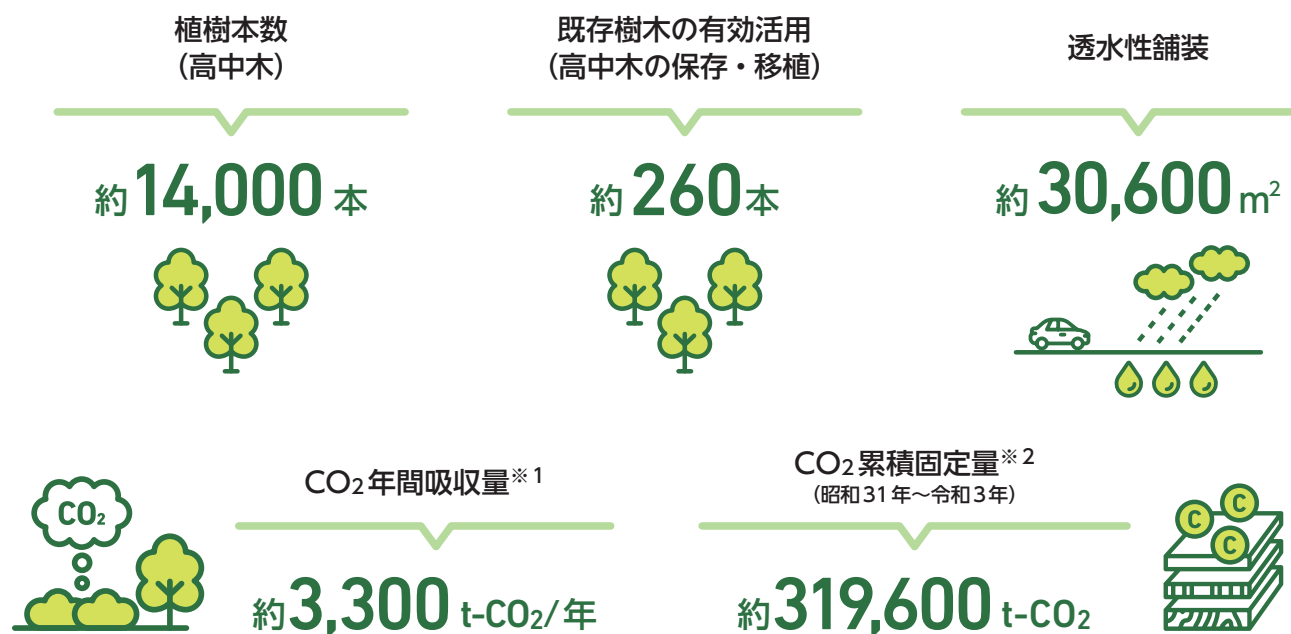 植樹本数
(高中木)
約14,000 本
既存樹木の有効活用
(高中木の保存・移植)
約260本
透水性舗装
約30,600 m²
CO₂
CO₂年間吸収量※1
約3,300 t-CO₂/年
CO₂累積固定量※2
(昭和31年～令和3年)
約319,600 t-CO₂
C
C
C